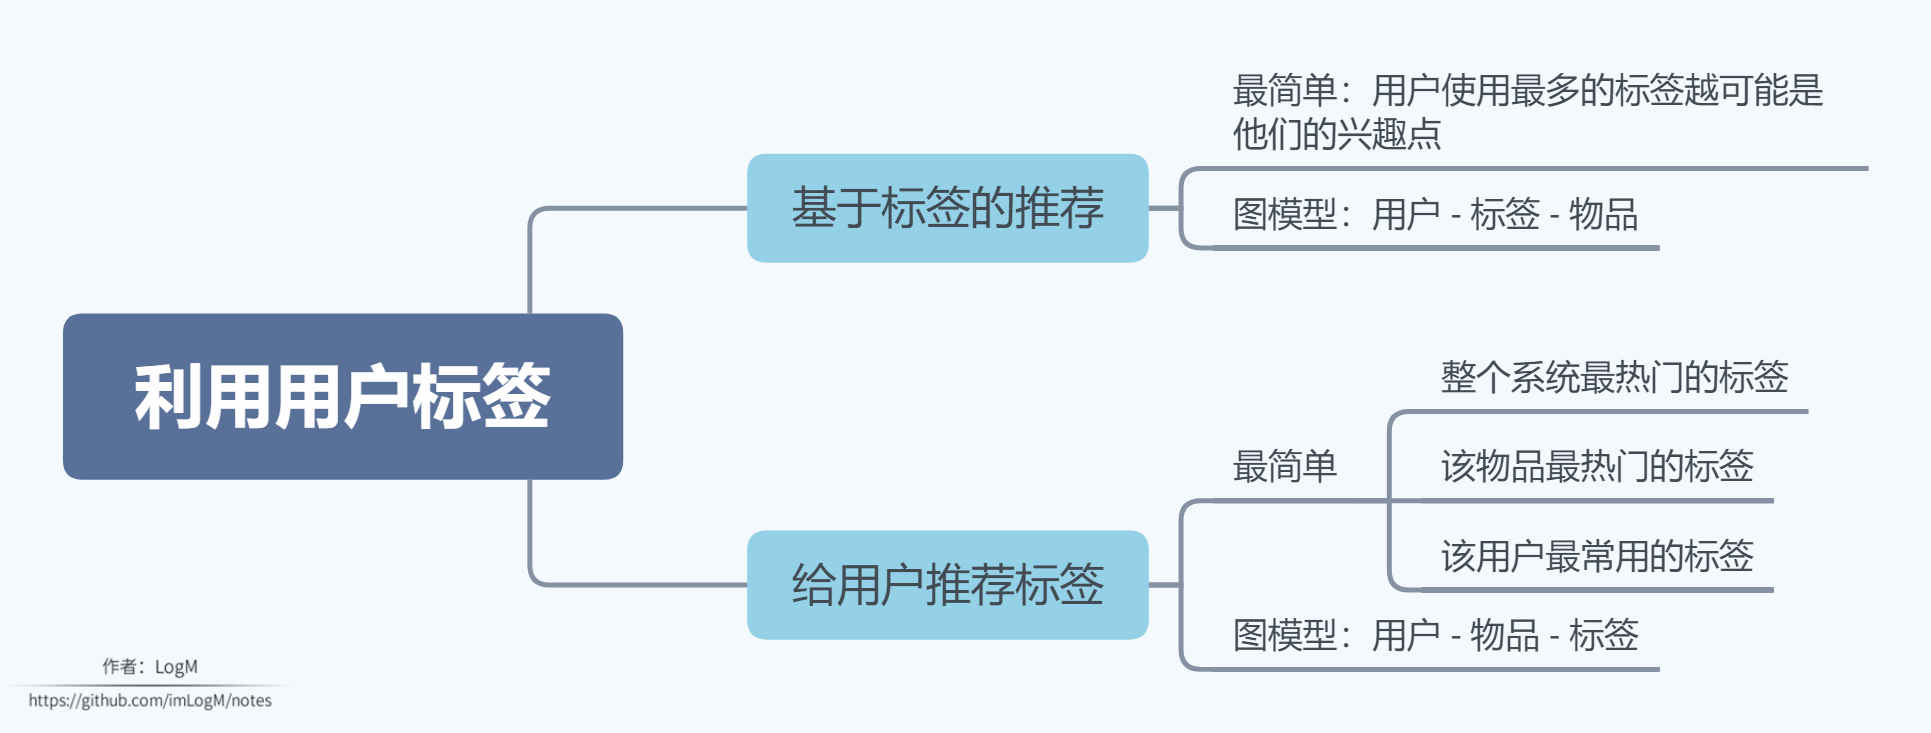 利用用户标签
基于标签的推荐
最简单：用户使用最多的标签越可能是
他们的兴趣点
图模型：用户 - 标签 - 物品
给用户推荐标签
最简单
整个系统最热门的标签
该物品最热门的标签
该用户最常用的标签
图模型：用户 - 物品 - 标签
作者：LogM
https://github.com/imLogM/notes